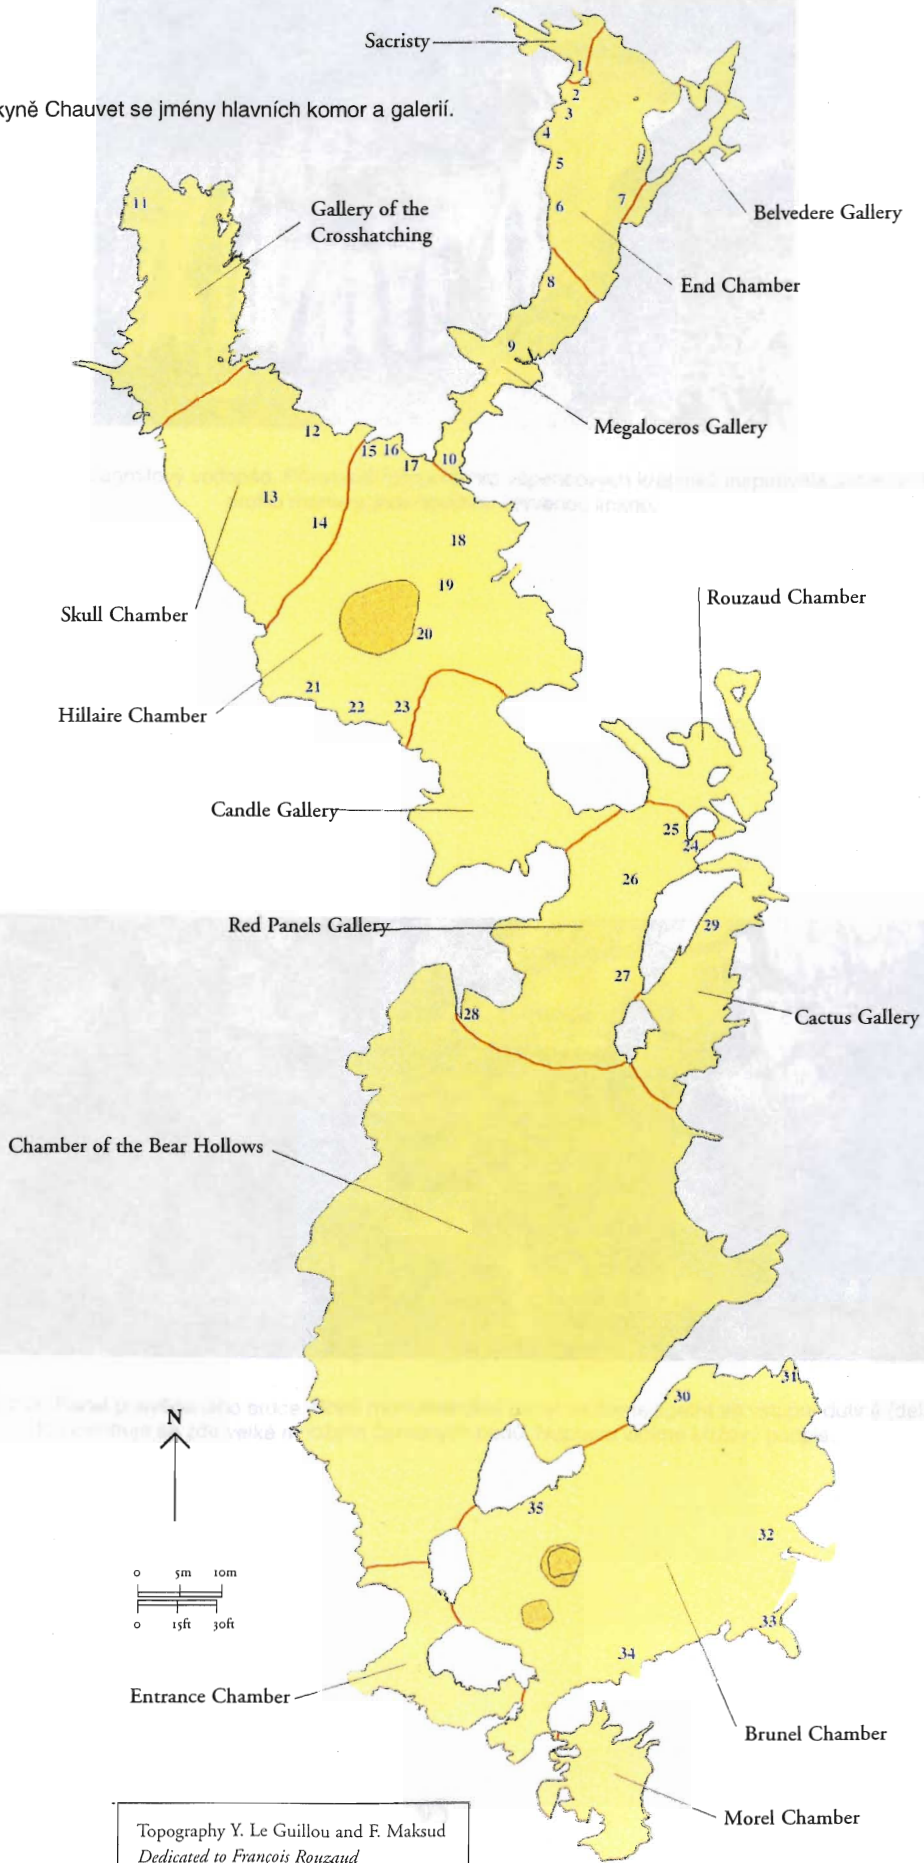 Sacristy
kyně Chauvet se jmény hlavních komor a galerií.
1
2
3
4
5
6
7
Belvedere Gallery
11
Gallery of the
Crosshatching
End Chamber
8
9
Megaloceros Gallery
12
15
16
17
10
13
14
18
19
20
Rouzaud Chamber
Skull Chamber
21
22
23
Hillaire Chamber
Candle Gallery
25
24
26
Red Panels Gallery
29
27
28
Cactus Gallery
Chamber of the Bear Hollows
30
31
N
35
32
0 5m 10m
0 15ft 30ft
33
34
Entrance Chamber
Brunel Chamber
Morel Chamber
Topography Y. Le Guillou and F. Maksud
Dedicated to François Rouzaud